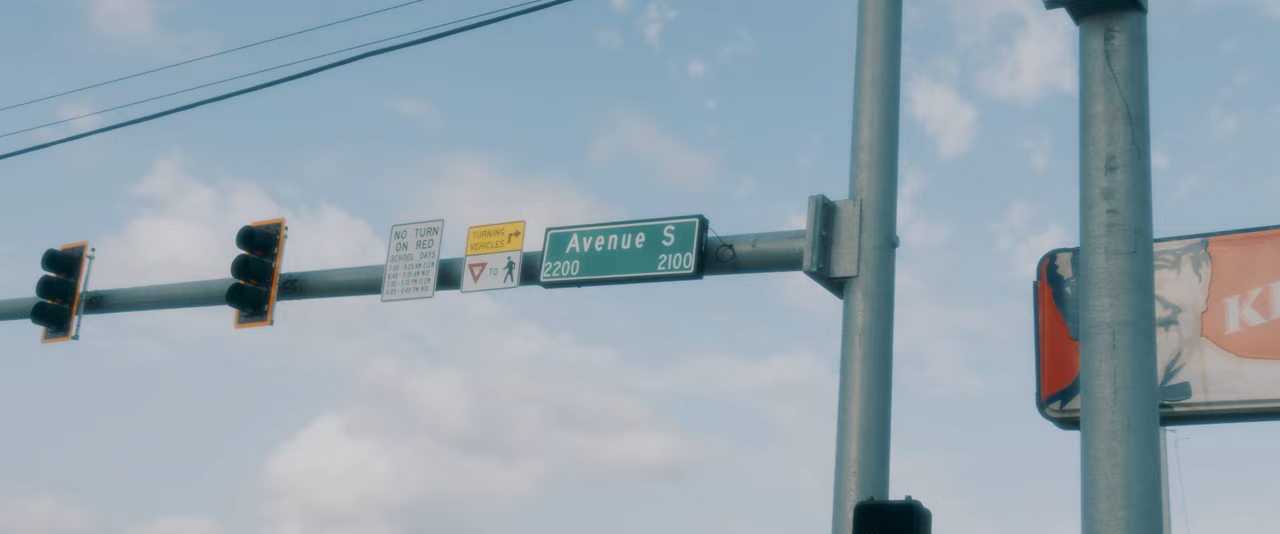 NO TURN
ON RED
SCHOOL DAYS
TURNING
VEHICLES
TO
Avenue S
2200 2100